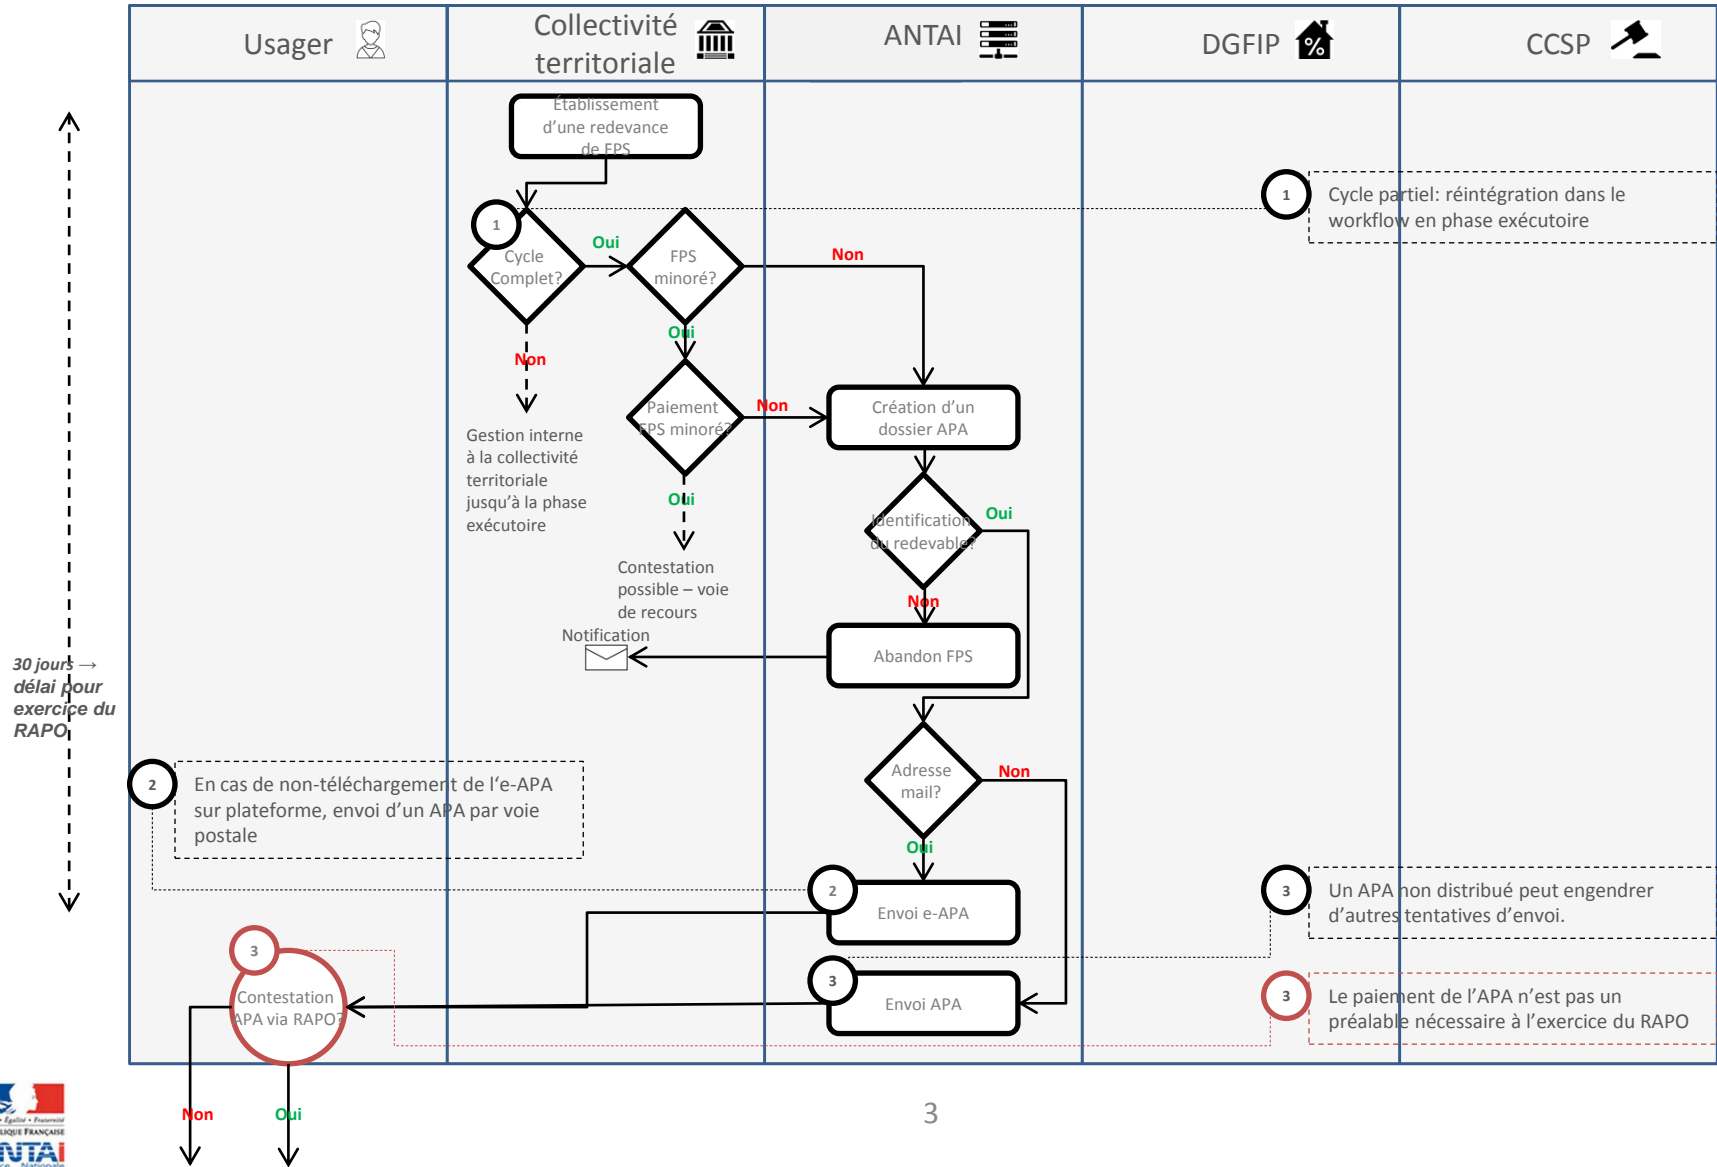 Usager
Collectivité
territoriale
ANTAI
DGFIP
%
CCSP
Établissement
d’une redevance
de FPS
1
Cycle partiel: réintégration dans le
workflow en phase exécutoire
1
Cycle
Complet?
Oui
FPS
minoré?
Non
Oui
Non
Paiement
FPS minoré?
Non
Création d’un
dossier APA
Gestion interne
à la collectivité
territoriale
jusqu’à la phase
exécutoire
Oui
Identification
du redevable?
Oui
Contestation
possible – voie
de recours
Non
Notification
Abandon FPS
30 jours →
délai pour
exercice du
RAPO
2
En cas de non-téléchargement de l‘e-APA
sur plateforme, envoi d’un APA par voie
postale
Adresse
mail?
Non
Oui
2
Envoi e-APA
3
Un APA non distribué peut engendrer
d’autres tentatives d’envoi.
3
Contestation
APA via RAPO?
3
Envoi APA
3
Le paiement de l’APA n’est pas un
préalable nécessaire à l’exercice du RAPO
Non
Oui
3
• Égalité • Fraternité
RÉPUBLIQUE FRANÇAISE
ANTAI
Nationale